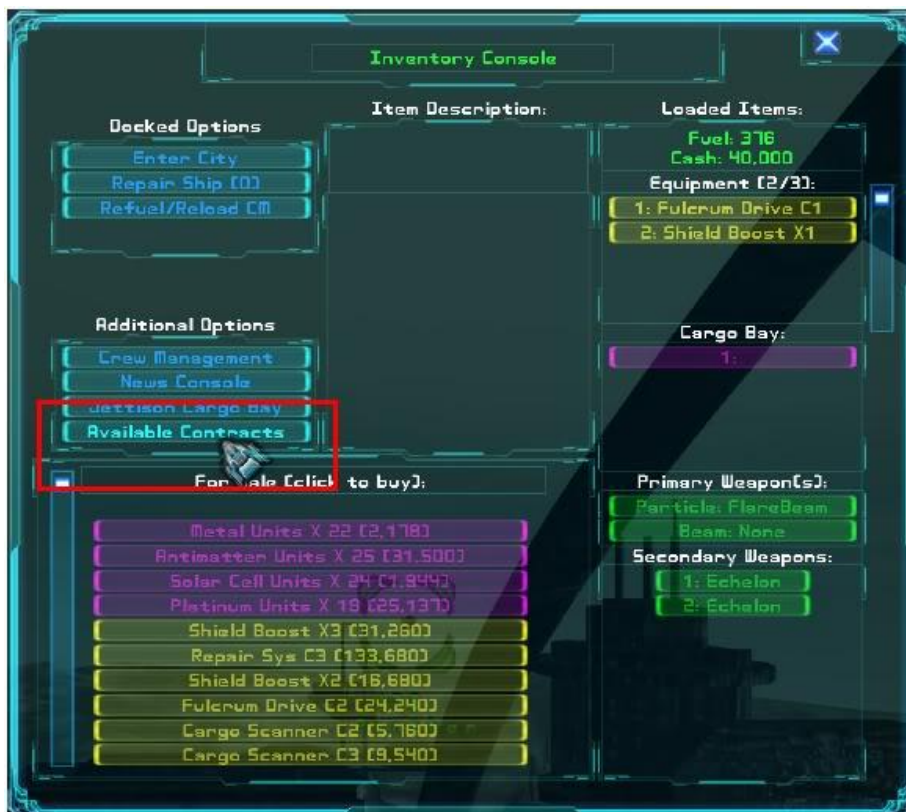 Inventory Console
Docked Options
Enter City
Repair Ship [0]
Refuel/Reload CM
Additional Options
Crew Management
News Console
Jettison Cargo Bay
Available Contracts
Item Description:
Loaded Items:
Fuel: 376
Cash: 40,000
Equipment [2/3]:
1: Fulcrum Drive C1
2: Shield Boost X1
Cargo Bay:
1:
Primary Weapon[s]:
Particle: FlareBeam
Beam: None
Secondary Weapons:
1: Echelon
2: Echelon
For Sale [click to buy]:
Metal Units X 22 [2,178]
Antimatter Units X 25 [31,500]
Solar Cell Units X 24 [1,944]
Platinum Units X 19 [25,137]
Shield Boost X3 [31,260]
Repair Sys C3 [133,680]
Shield Boost X2 [16,680]
Fulcrum Drive C2 [24,240]
Cargo Scanner C2 [5,760]
Cargo Scanner C3 [9,540]